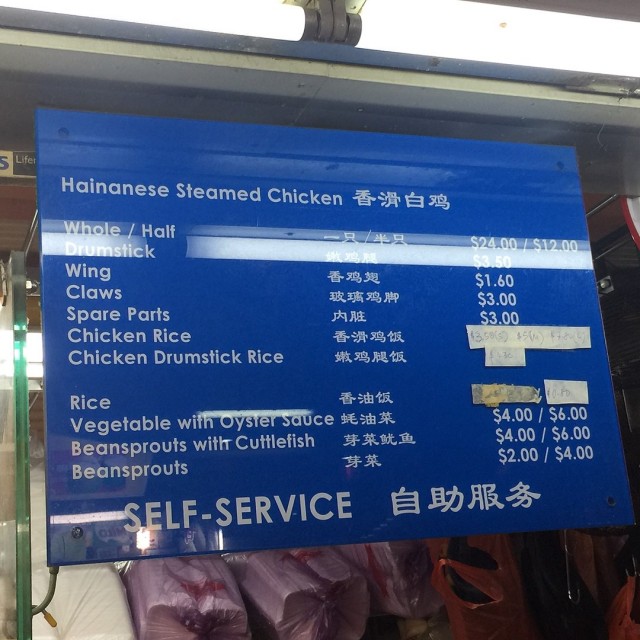 Hainanese Steamed Chicken 香滑白鸡
Whole / Half 一只/半只 $24.00 / $12.00
Drumstick 嫩鸡腿 $3.50
Wing 香鸡翅 $1.60
Claws 玻璃鸡脚 $3.00
Spare Parts 内脏 $3.00
Chicken Rice 香滑鸡饭
Chicken Drumstick Rice 嫩鸡腿饭
Rice 香油饭
Vegetable with Oyster Sauce 蚝油菜 $4.00 / $6.00
Beansprouts with Cuttlefish 芽菜鱿鱼 $4.00 / $6.00
Beansprouts 芽菜 $2.00 / $4.00
SELF-SERVICE 自助服务